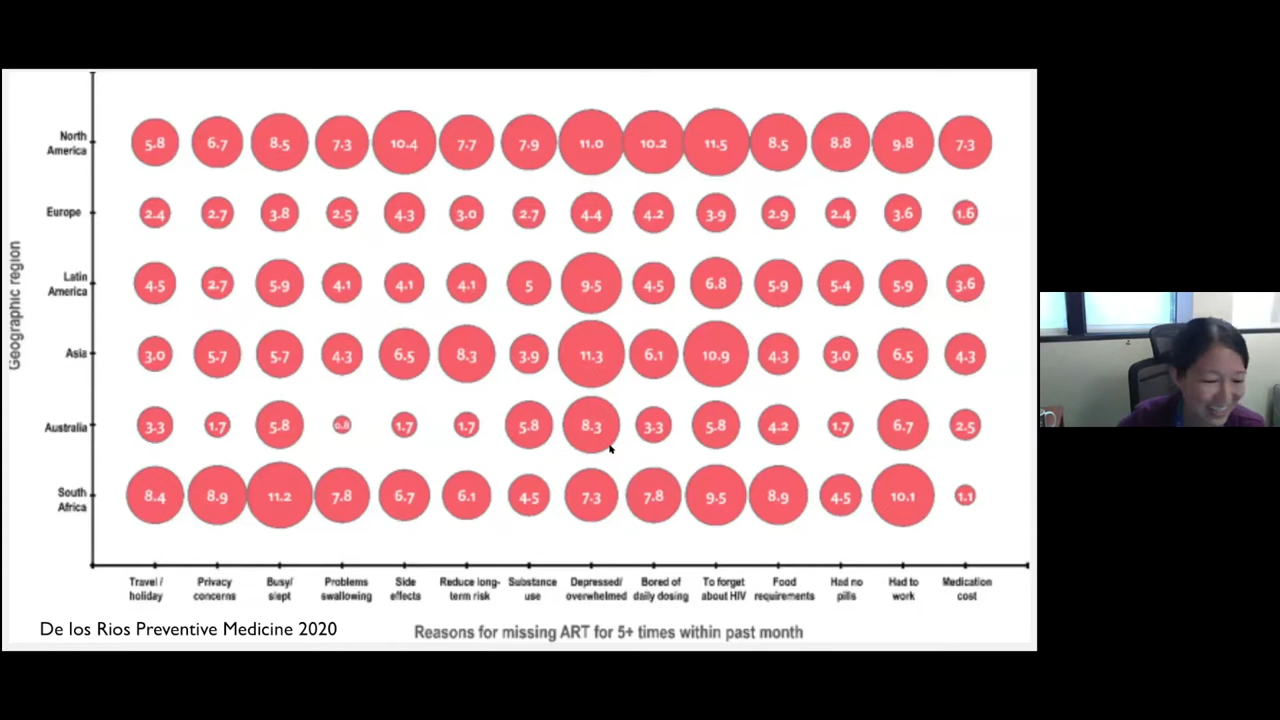 North
America
5.8 6.7 8.5 7.3 10.4 7.7 7.9 11.0 10.2 11.5 8.5 8.8 9.8 7.3
Europe
2.4 2.7 3.8 2.5 4.3 3.0 2.7 4.4 4.2 3.9 2.9 2.4 3.6 1.6
Latin
America
4.5 2.7 5.9 4.1 4.1 4.1 5 9.5 4.5 6.8 5.9 5.4 5.9 3.6
Asia
3.0 5.7 5.7 4.3 6.5 8.3 3.9 11.3 6.1 10.9 4.3 3.0 6.5 4.3
Australia
3.3 1.7 5.8 0.8 1.7 1.7 5.8 8.3 3.3 5.8 4.2 1.7 6.7 2.5
South
Africa
8.4 8.9 11.2 7.8 6.7 6.1 4.5 7.3 7.8 9.5 8.9 4.5 10.1 1.1
Geographic region
Travel / Privacy Busy/ Problems Side Reduce long- Substance Depressed/ Bored of To forget Food Had no Had to Medication
holiday concerns slept swallowing effects term risk use overwhelmed daily dosing about HIV requirements pills work cost
Reasons for missing ART for 5+ times within past month
De los Rios Preventive Medicine 2020